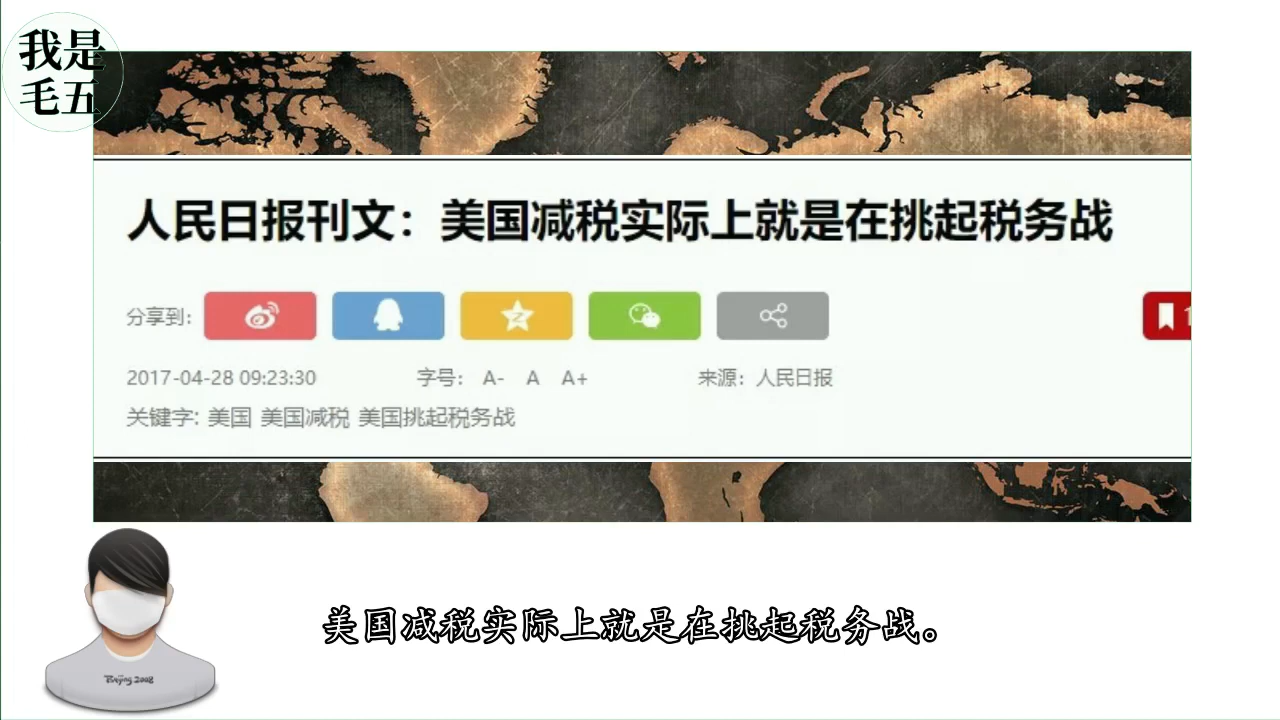 我是
毛五
人民日报刊文：美国减税实际上就是在挑起税务战
分享到:
1
2017-04-28 09:23:30 字号: A- A A+ 来源: 人民日报
关键字: 美国 美国减税 美国挑起税务战
Beijing 2008
美国减税实际上就是在挑起税务战。